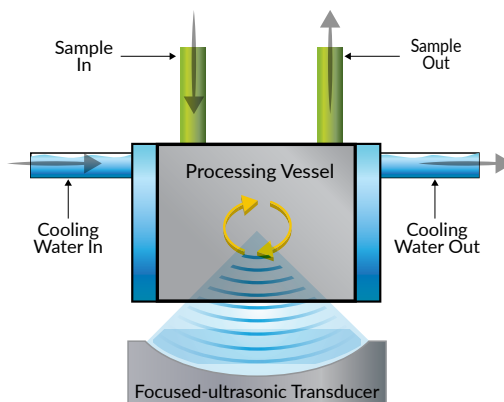 Sample
In
Sample
Out
Processing Vessel
Cooling
Water In
Cooling
Water Out
Focused-ultrasonic Transducer